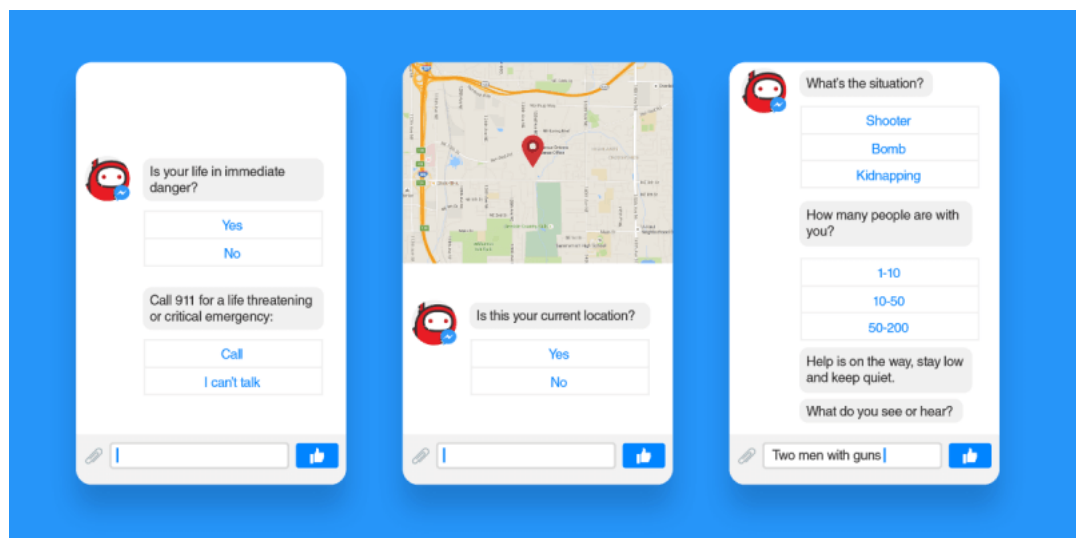 Is your life in immediate
danger?
Yes
No
Call 911 for a life threatening
or critical emergency:
Call
I can't talk
Is this your current location?
Yes
No
What's the situation?
Shooter
Bomb
Kidnapping
How many people are with
you?
1-10
10-50
50-200
Help is on the way, stay low
and keep quiet.
What do you see or hear?
Two men with guns